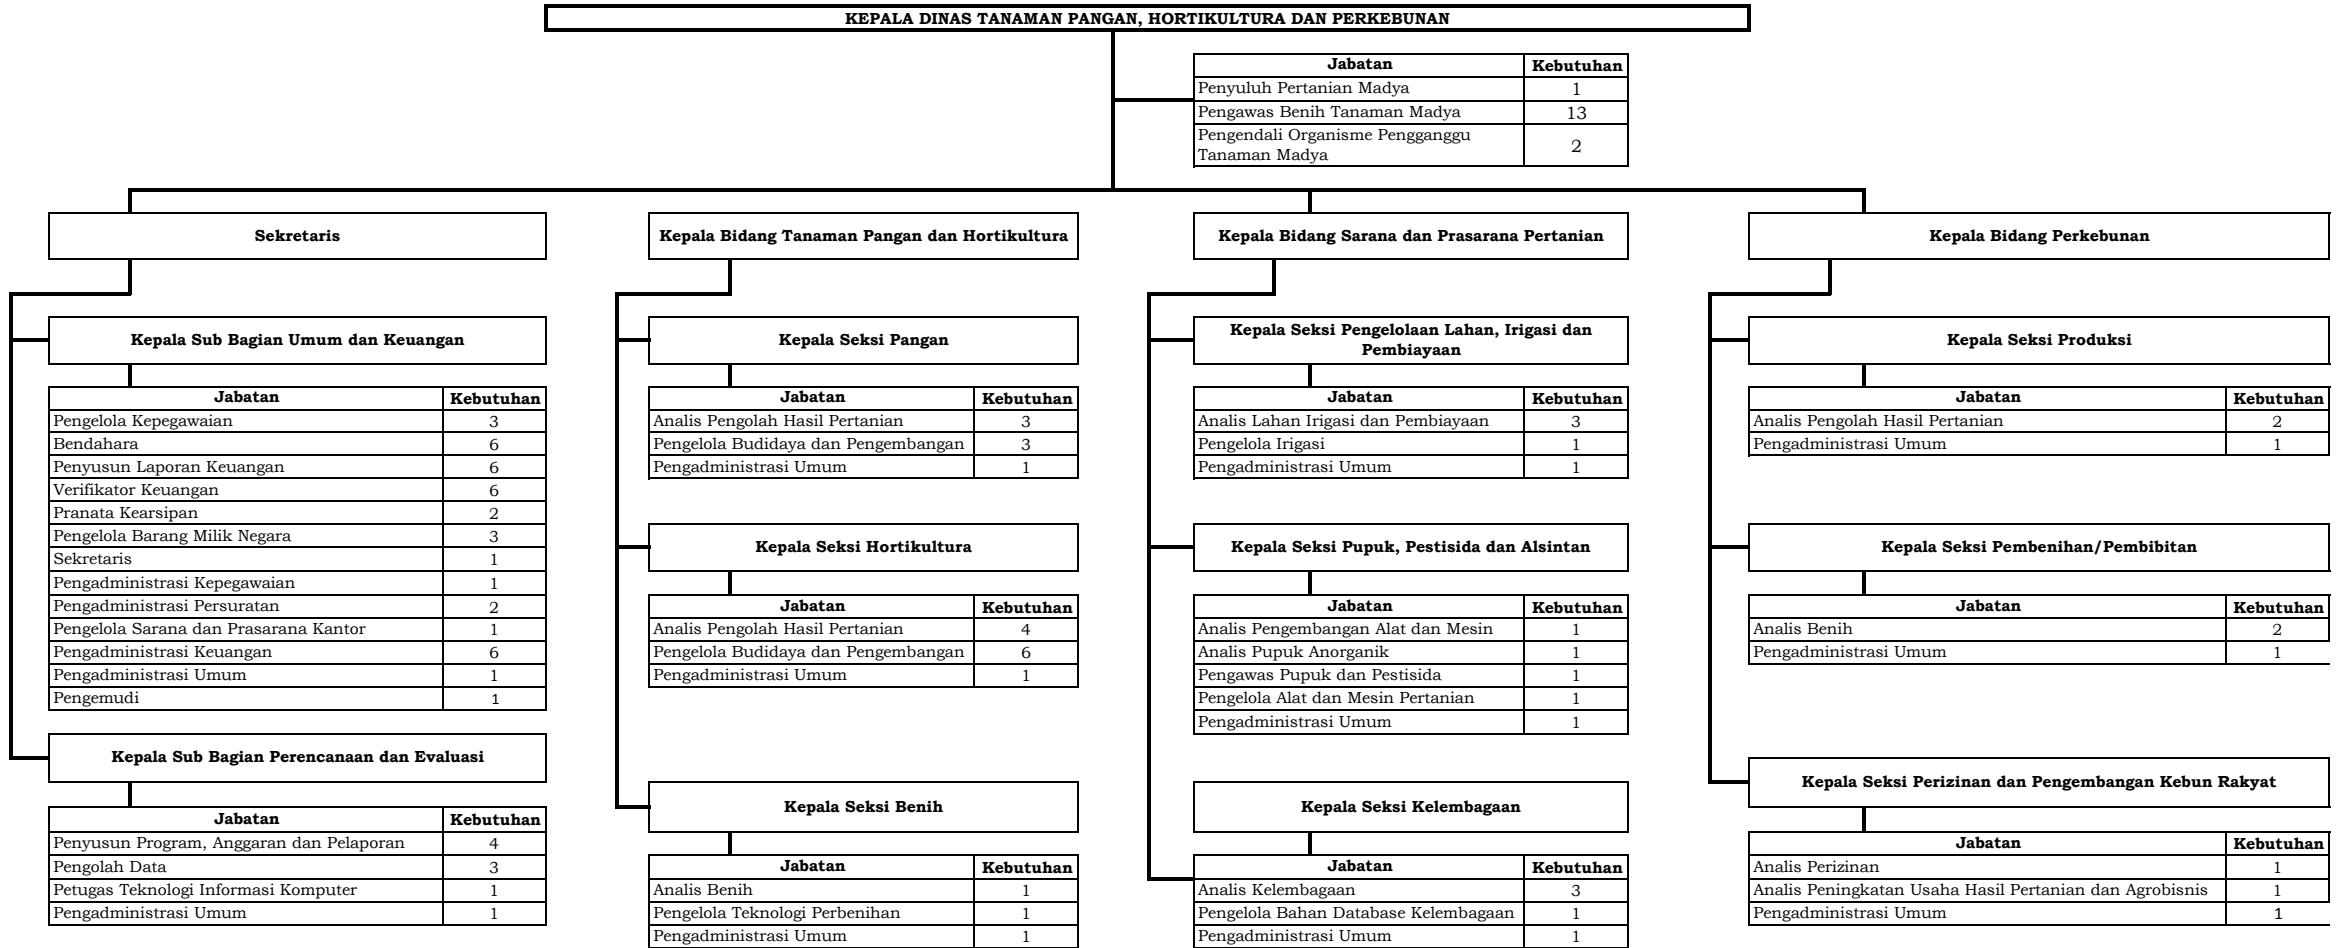 KEPALA DINAS TANAMAN PANGAN, HORTIKULTURA DAN PERKEBUNAN
Jabatan Kebutuhan
Penyuluh Pertanian Madya 1
Pengawas Benih Tanaman Madya 13
Pengendali Organisme Pengganggu
Tanaman Madya 2
Sekretaris
Kepala Sub Bagian Umum dan Keuangan
Jabatan Kebutuhan
Pengelola Kepegawaian 3
Bendahara 6
Penyusun Laporan Keuangan 6
Verifikator Keuangan 6
Pranata Kearsipan 2
Pengelola Barang Milik Negara 3
Sekretaris 1
Pengadministrasi Kepegawaian 1
Pengadministrasi Persuratan 2
Pengelola Sarana dan Prasarana Kantor 1
Pengadministrasi Keuangan 6
Pengadministrasi Umum 1
Pengemudi 1
Kepala Sub Bagian Perencanaan dan Evaluasi
Jabatan Kebutuhan
Penyusun Program, Anggaran dan Pelaporan 4
Pengolah Data 3
Petugas Teknologi Informasi Komputer 1
Pengadministrasi Umum 1
Kepala Bidang Tanaman Pangan dan Hortikultura
Kepala Seksi Pangan
Jabatan Kebutuhan
Analis Pengolah Hasil Pertanian 3
Pengelola Budidaya dan Pengembangan 3
Pengadministrasi Umum 1
Kepala Seksi Hortikultura
Jabatan Kebutuhan
Analis Pengolah Hasil Pertanian 4
Pengelola Budidaya dan Pengembangan 6
Pengadministrasi Umum 1
Kepala Seksi Benih
Jabatan Kebutuhan
Analis Benih 1
Pengelola Teknologi Perbenihan 1
Pengadministrasi Umum 1
Kepala Bidang Sarana dan Prasarana Pertanian
Kepala Seksi Pengelolaan Lahan, Irigasi dan
Pembiayaan
Jabatan Kebutuhan
Analis Lahan Irigasi dan Pembiayaan 3
Pengelola Irigasi 1
Pengadministrasi Umum 1
Kepala Seksi Pupuk, Pestisida dan Alsintan
Jabatan Kebutuhan
Analis Pengembangan Alat dan Mesin 1
Analis Pupuk Anorganik 1
Pengawas Pupuk dan Pestisida 1
Pengelola Alat dan Mesin Pertanian 1
Pengadministrasi Umum 1
Kepala Seksi Kelembagaan
Jabatan Kebutuhan
Analis Kelembagaan 3
Pengelola Bahan Database Kelembagaan 1
Pengadministrasi Umum 1
Kepala Bidang Perkebunan
Kepala Seksi Produksi
Jabatan Kebutuhan
Analis Pengolah Hasil Pertanian 2
Pengadministrasi Umum 1
Kepala Seksi Pembenihan/Pembibitan
Jabatan Kebutuhan
Analis Benih 2
Pengadministrasi Umum 1
Kepala Seksi Perizinan dan Pengembangan Kebun Rakyat
Jabatan Kebutuhan
Analis Perizinan 1
Analis Peningkatan Usaha Hasil Pertanian dan Agrobisnis 1
Pengadministrasi Umum 1